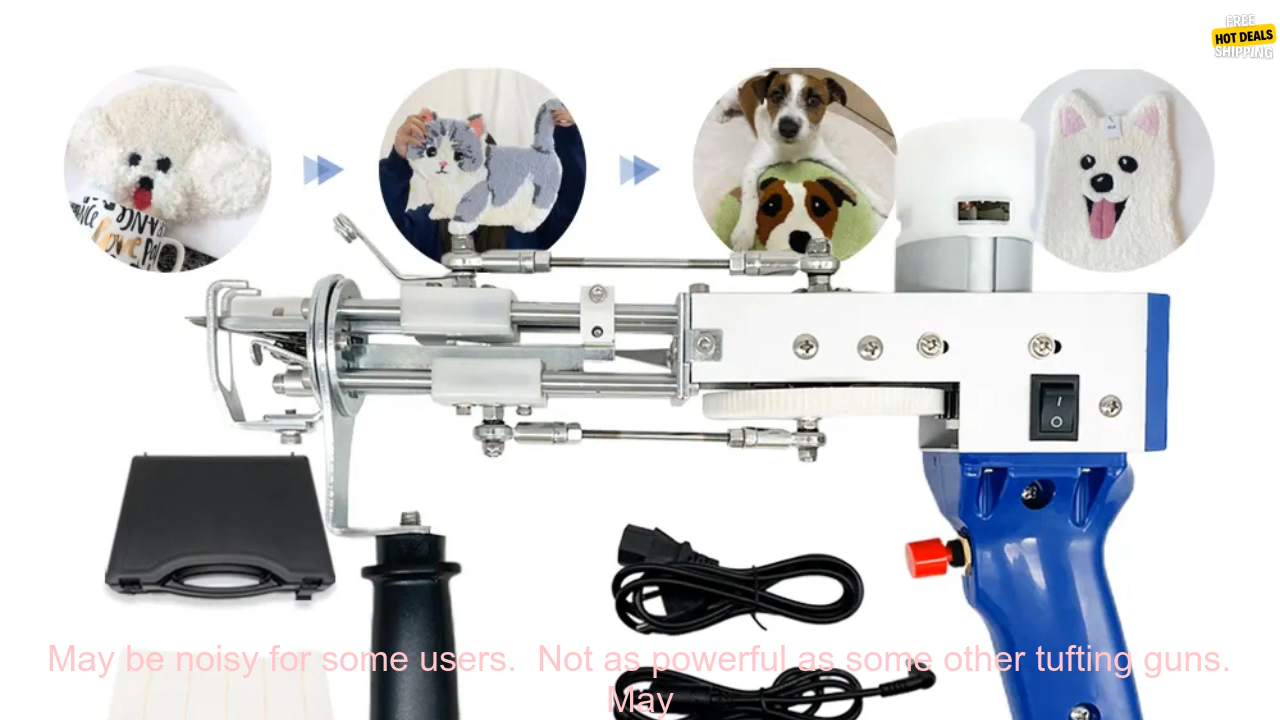 FREE
HOT DEALS
SHIPPING
May be noisy for some users.  Not as powerful as some other tufting guns.
May